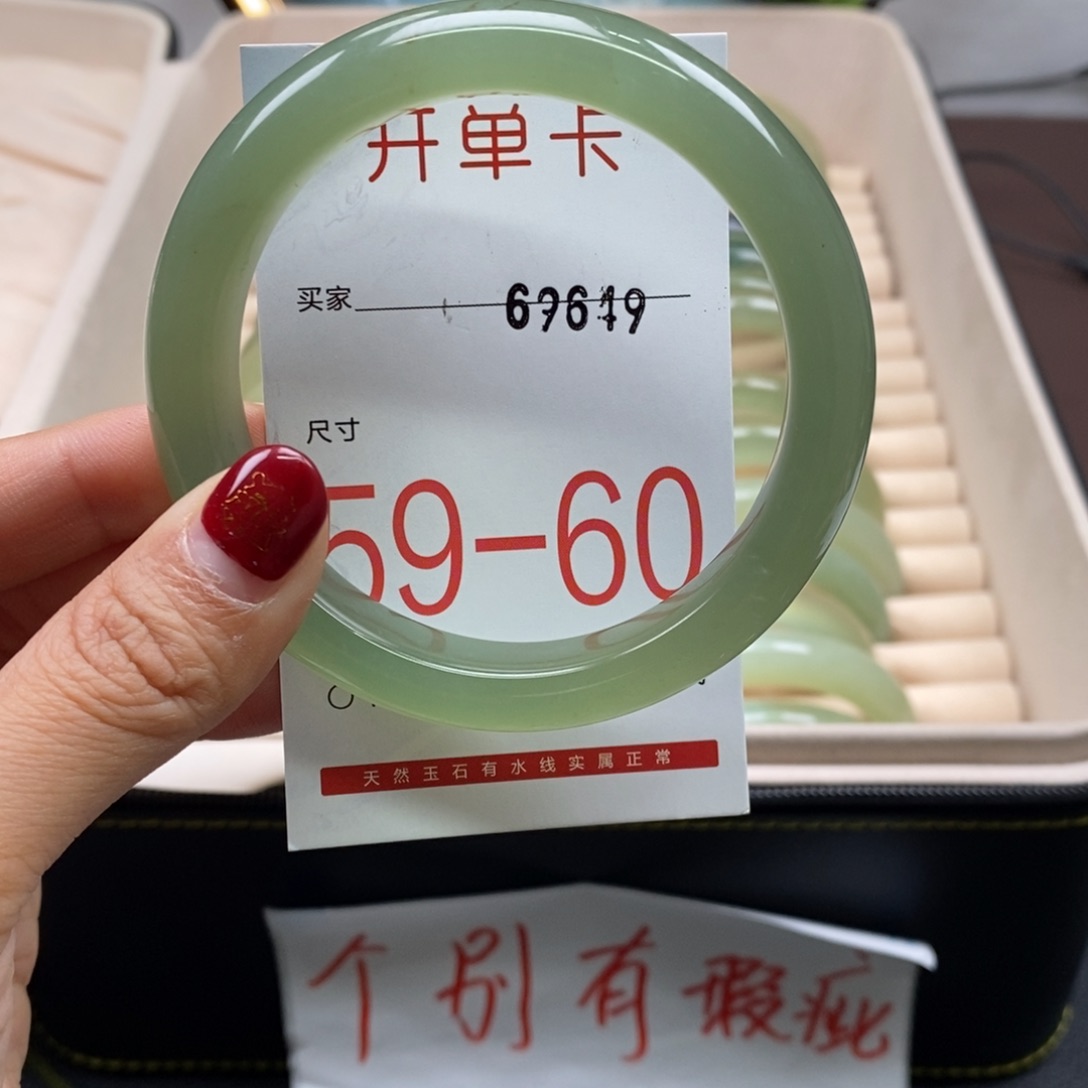 开单卡
买家 69619
尺寸
59-60
天然玉石有水线实属正常
个别有瑕疵